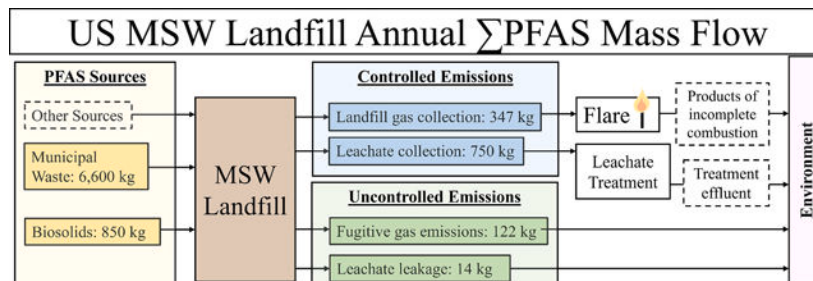 US MSW Landfill Annual ∑PFAS Mass Flow
PFAS Sources
Other Sources
Municipal
Waste: 6,600 kg
Biosolids: 850 kg
MSW
Landfill
Controlled Emissions
Landfill gas collection: 347 kg
Leachate collection: 750 kg
Uncontrolled Emissions
Fugitive gas emissions: 122 kg
Leachate leakage: 14 kg
Flare
Products of
incomplete
combustion
Leachate
Treatment
Treatment
effluent
Environment